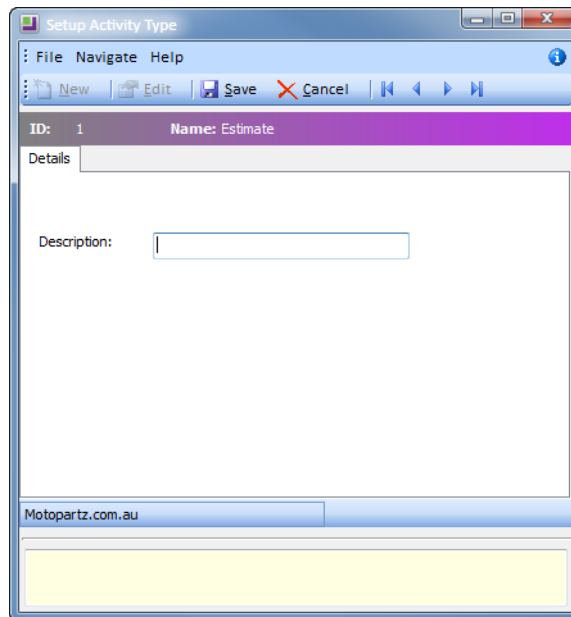 Setup Activity Type
File Navigate Help
New Edit Save Cancel
ID: 1 Name: Estimate
Details
Description:
Motopartz.com.au